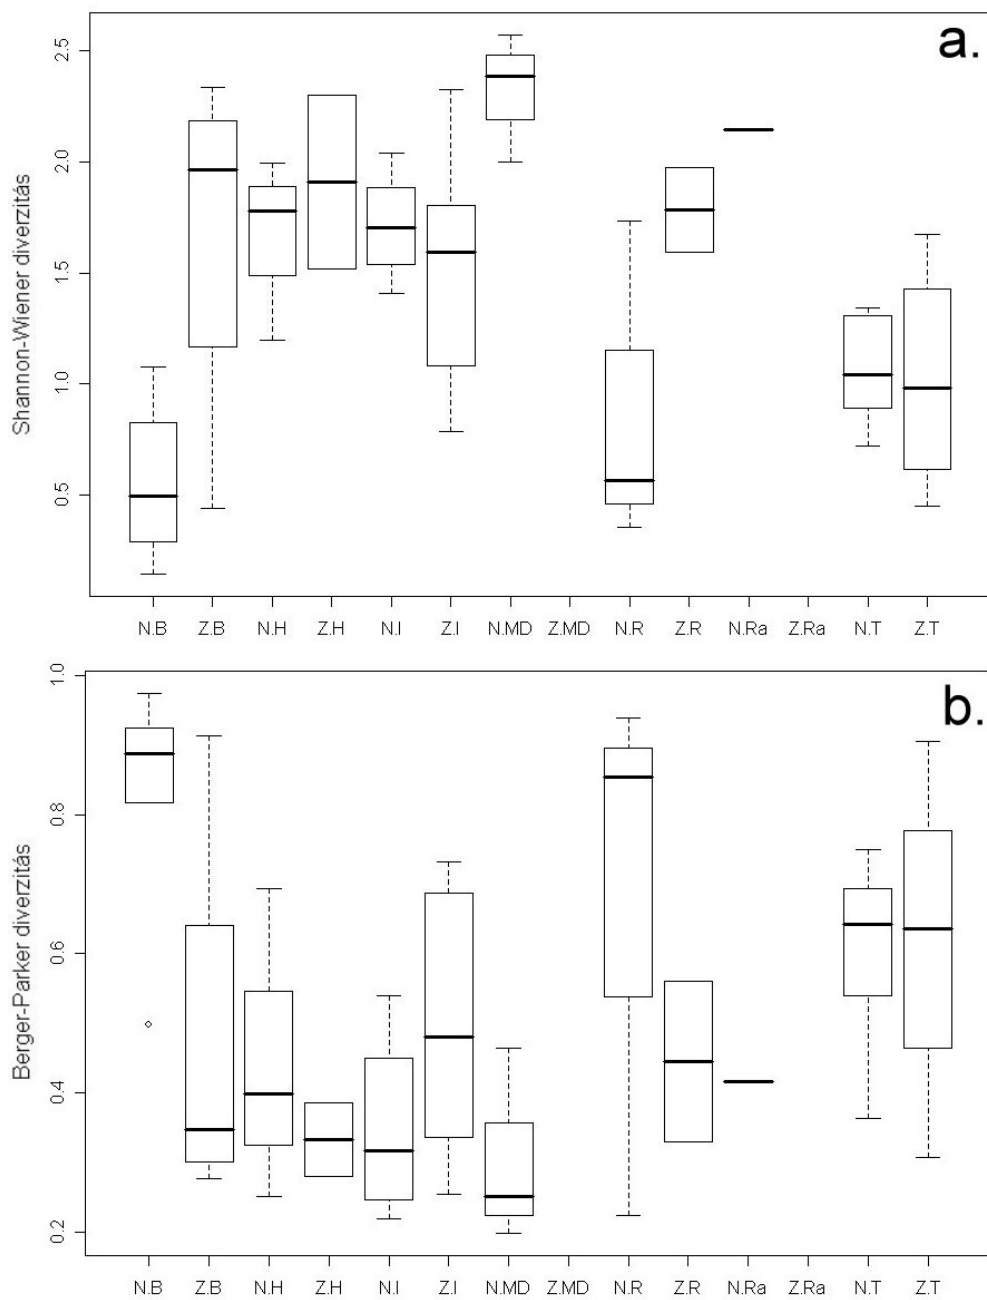 a.
Shannon-Wiener diverzitás
2.5
2.0
1.5
1.0
0.5
N.B Z.B N.H Z.H N.I Z.I N.MD Z.MD N.R Z.R N.Ra Z.Ra N.T Z.T
b.
Berger-Parker diverzitás
1.0
0.8
0.6
0.4
0.2
N.B Z.B N.H Z.H N.I Z.I N.MD Z.MD N.R Z.R N.Ra Z.Ra N.T Z.T